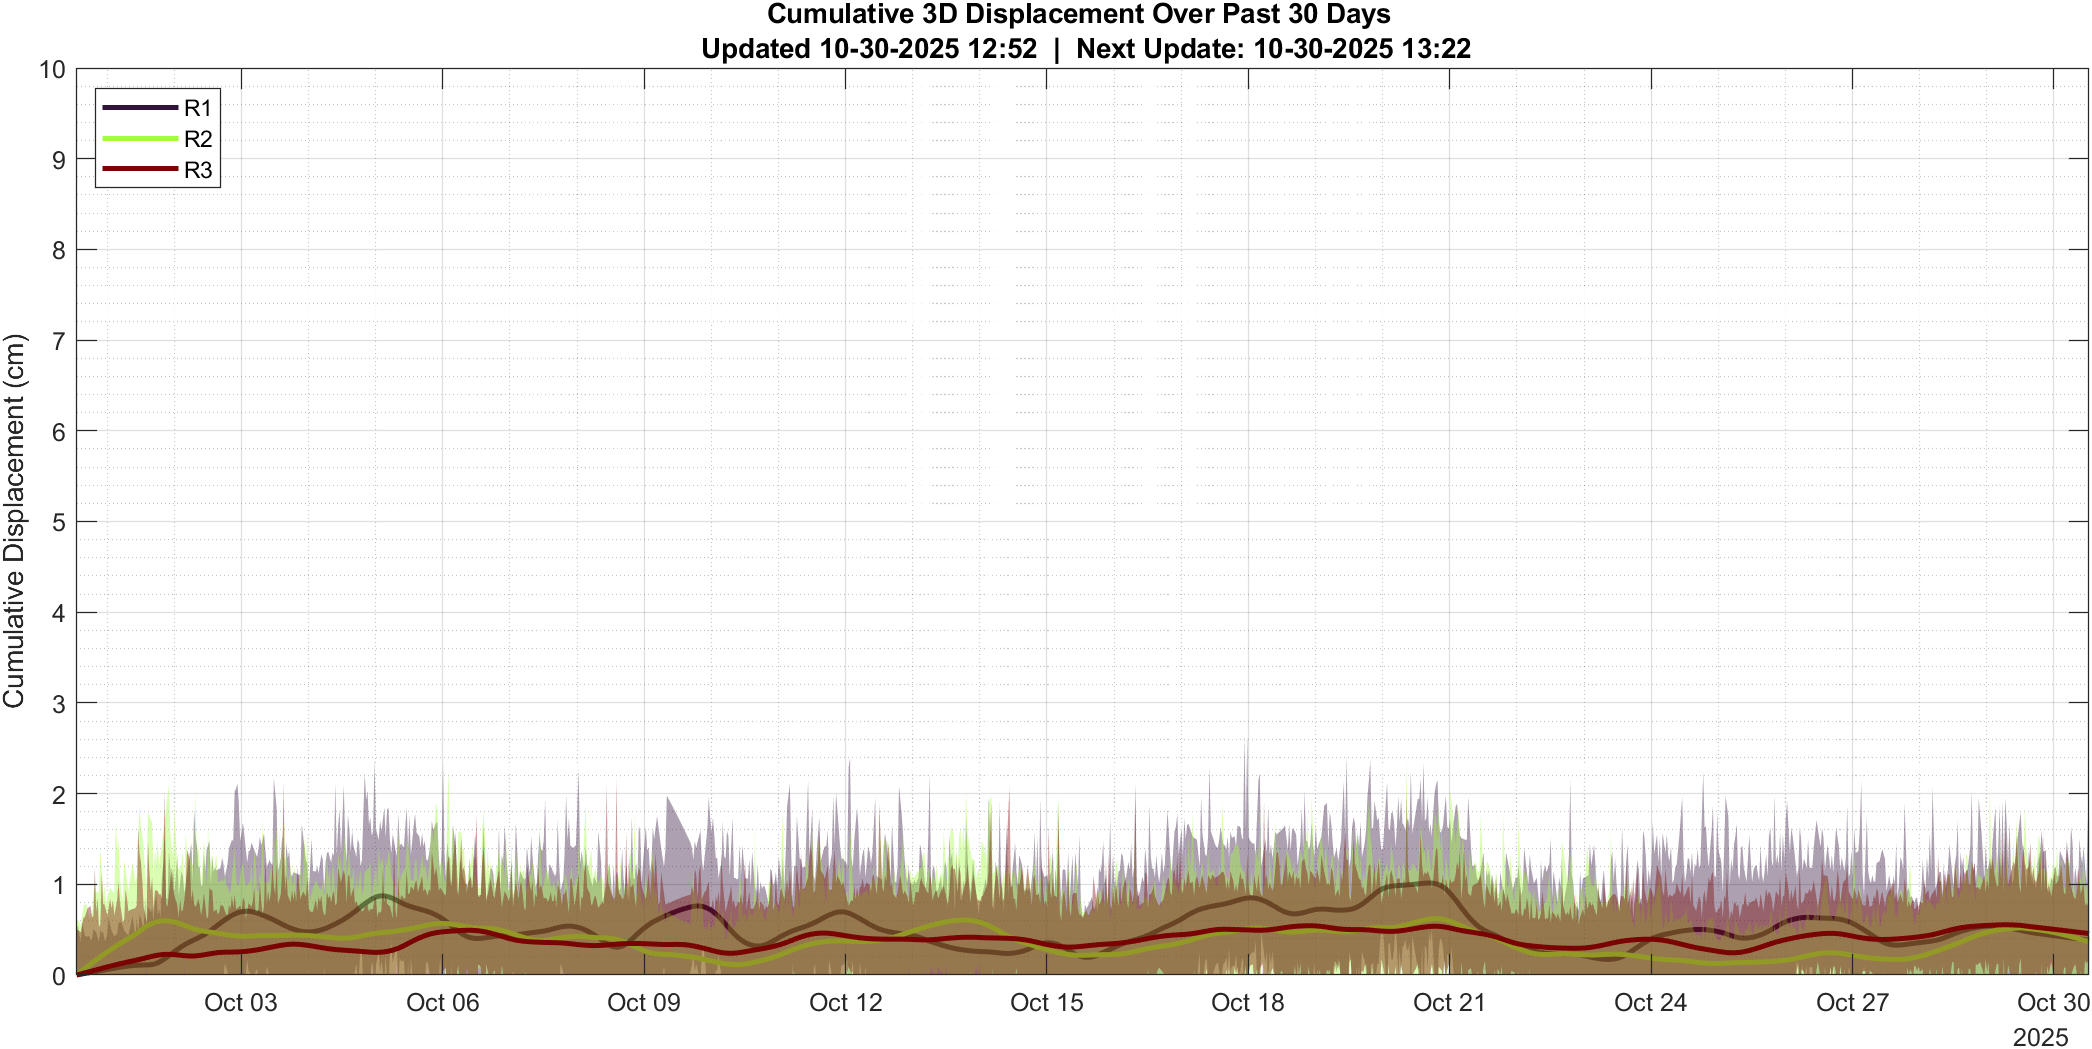 Cumulative 3D Displacement Over Past 30 Days
Updated 10-30-2025 12:52 | Next Update: 10-30-2025 13:22
R1
R2
R3
Cumulative Displacement (cm)
10
9
8
7
6
5
4
3
2
1
0
Oct 03
Oct 06
Oct 09
Oct 12
Oct 15
Oct 18
Oct 21
Oct 24
Oct 27
Oct 30
2025